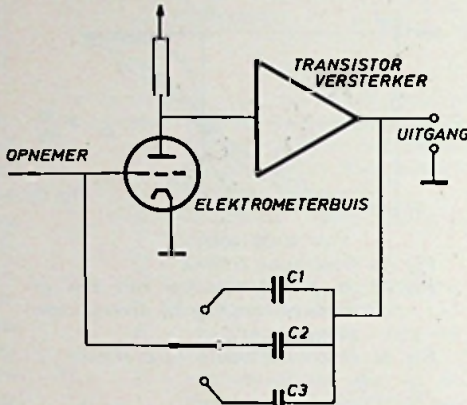 TRANSISTOR
VERSTERKER
OPNEMER
UITGANG
ELEKTROMETERBUIS
C1
C2
C3